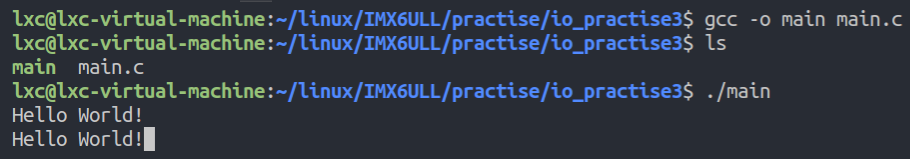 lxc@lxc-virtual-machine:~/linux/IMX6ULL/practise/io_practise3$ gcc -o main main.c
lxc@lxc-virtual-machine:~/linux/IMX6ULL/practise/io_practise3$ ls
main  main.c
lxc@lxc-virtual-machine:~/linux/IMX6ULL/practise/io_practise3$ ./main
Hello World!
Hello World!